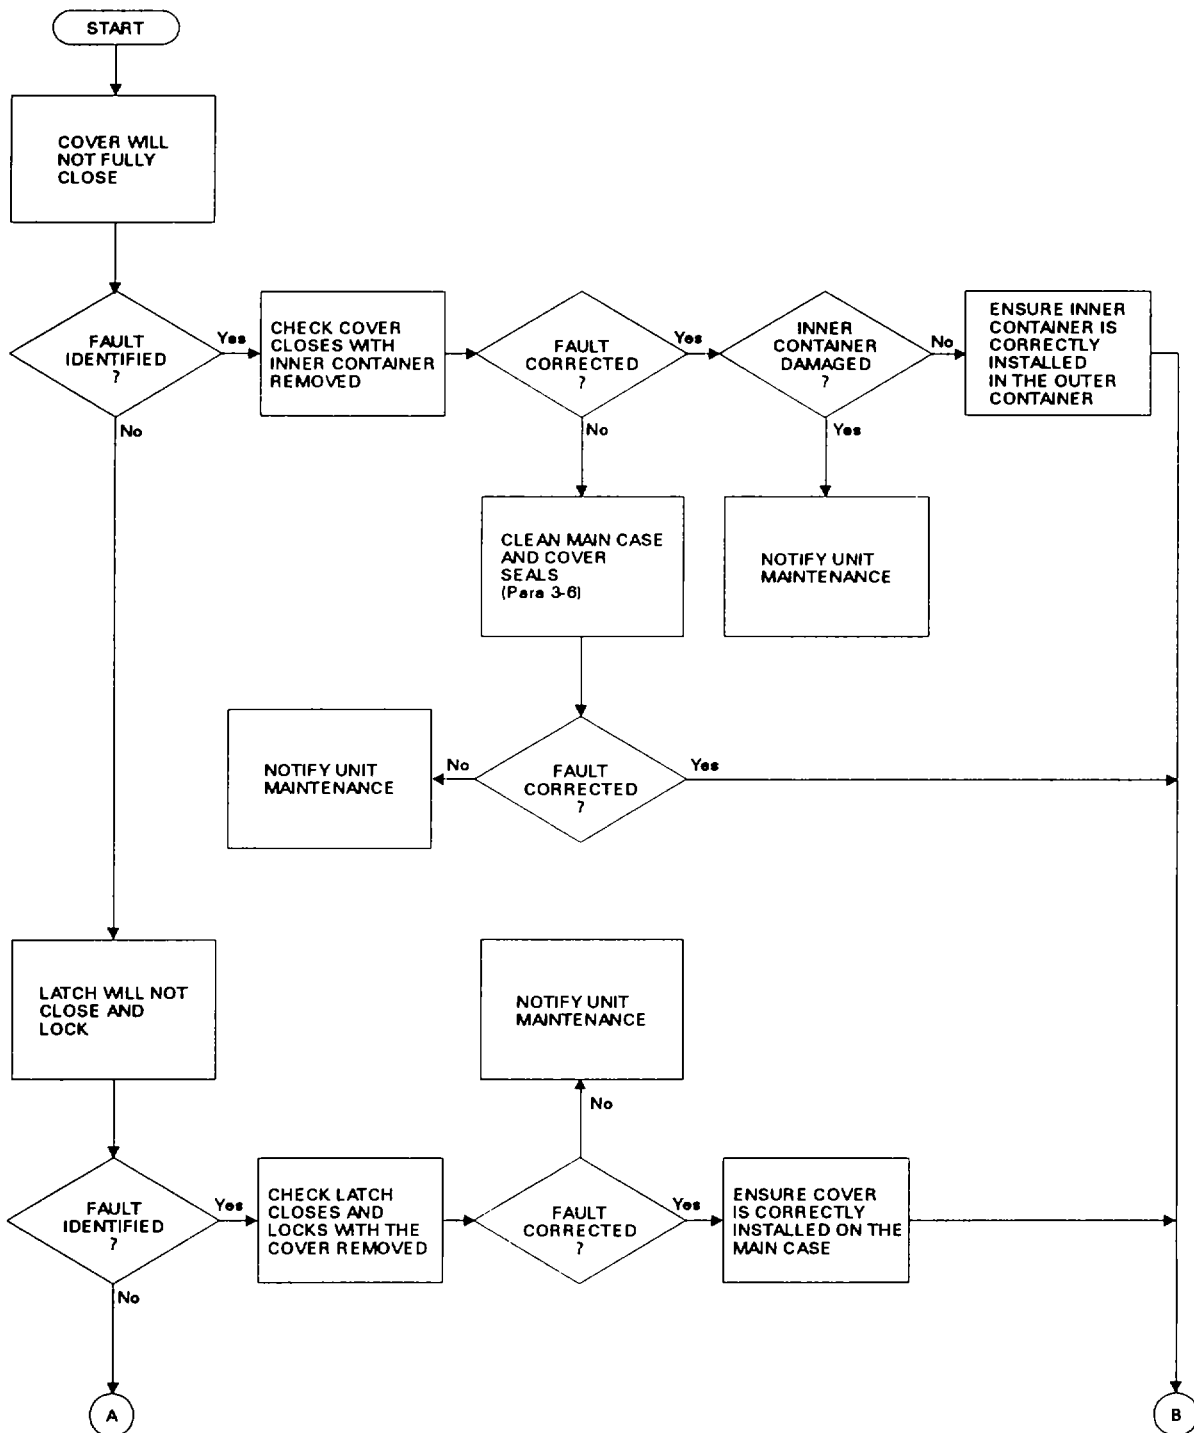 START
COVER WILL
NOT FULLY
CLOSE
FAULT
IDENTIFIED
?
Yes
No
CHECK COVER
CLOSES WITH
INNER CONTAINER
REMOVED
FAULT
CORRECTED
?
Yes
No
INNER
CONTAINER
DAMAGED
?
No
Yes
ENSURE INNER
CONTAINER IS
CORRECTLY
INSTALLED
IN THE OUTER
CONTAINER
CLEAN MAIN CASE
AND COVER
SEALS
(Para 3-6)
NOTIFY UNIT
MAINTENANCE
NOTIFY UNIT
MAINTENANCE
No
FAULT
CORRECTED
?
Yes
LATCH WILL NOT
CLOSE AND
LOCK
NOTIFY UNIT
MAINTENANCE
No
FAULT
IDENTIFIED
?
Yes
No
CHECK LATCH
CLOSES AND
LOCKS WITH THE
COVER REMOVED
FAULT
CORRECTED
?
Yes
ENSURE COVER
IS CORRECTLY
INSTALLED ON THE
MAIN CASE
A
B